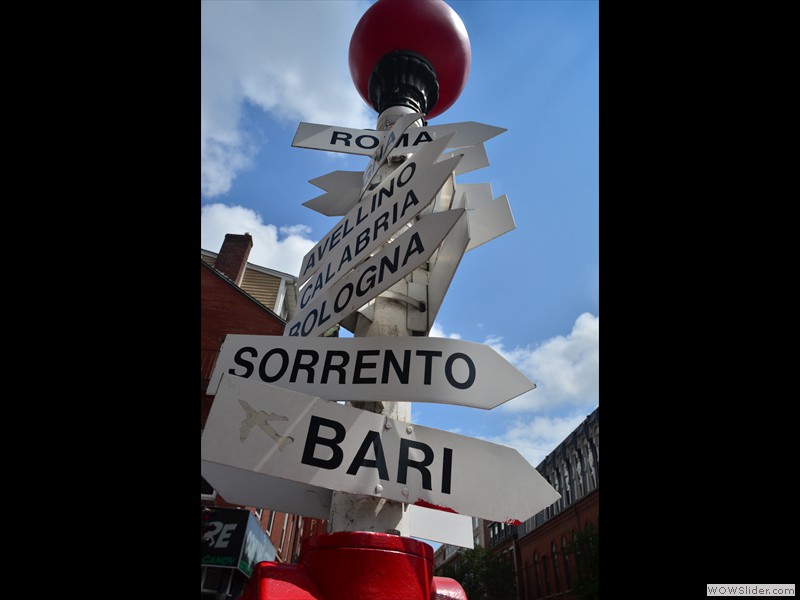 ROMA
AVELLINO
CALABRIA
BOLOGNA
SORRENTO
BARI
WOWSlider.com